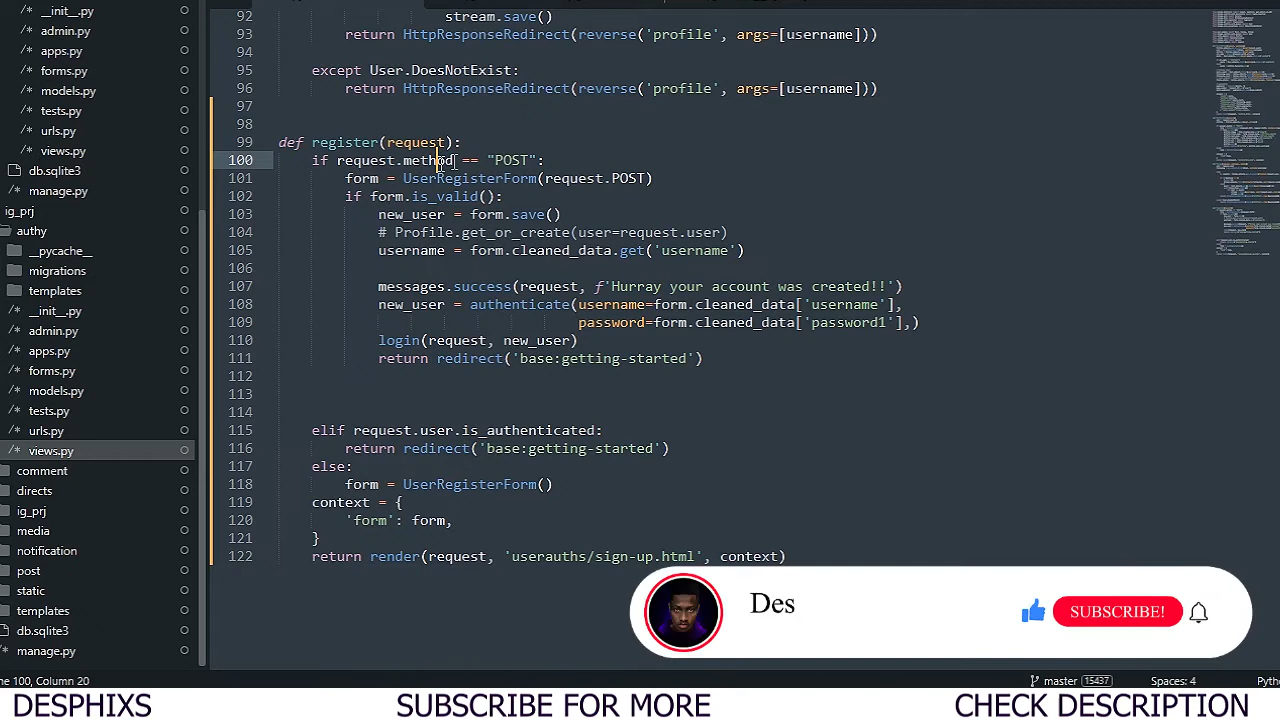 __init__.py
admin.py
apps.py
forms.py
models.py
tests.py
urls.py
views.py
db.sqlite3
manage.py
ig_prj
authy
__pycache__
migrations
templates
__init__.py
admin.py
apps.py
forms.py
models.py
tests.py
urls.py
views.py
comment
directs
ig_prj
media
notification
post
static
templates
db.sqlite3
manage.py
92 stream.save()
93 return HttpResponseRedirect(reverse('profile', args=[username]))
94
95 except User.DoesNotExist:
96 return HttpResponseRedirect(reverse('profile', args=[username]))
97
98
99 def register(request):
100 if request.method == "POST":
101 form = UserRegisterForm(request.POST)
102 if form.is_valid():
103 new_user = form.save()
104 # Profile.get_or_create(user=request.user)
105 username = form.cleaned_data.get('username')
106
107 messages.success(request, f'Hurray your account was created!!')
108 new_user = authenticate(username=form.cleaned_data['username'],
109 password=form.cleaned_data['password1'],)
110 login(request, new_user)
111 return redirect('base:getting-started')
112
113
114
115 elif request.user.is_authenticated:
116 return redirect('base:getting-started')
117 else:
118 form = UserRegisterForm()
119 context = {
120 'form': form,
121 }
122 return render(request, 'userauths/sign-up.html', context)
Des
SUBSCRIBE!
ne 100, Column 20
master 15437
Spaces: 4
Pytho
DESPHIXS
SUBSCRIBE FOR MORE
CHECK DESCRIPTION